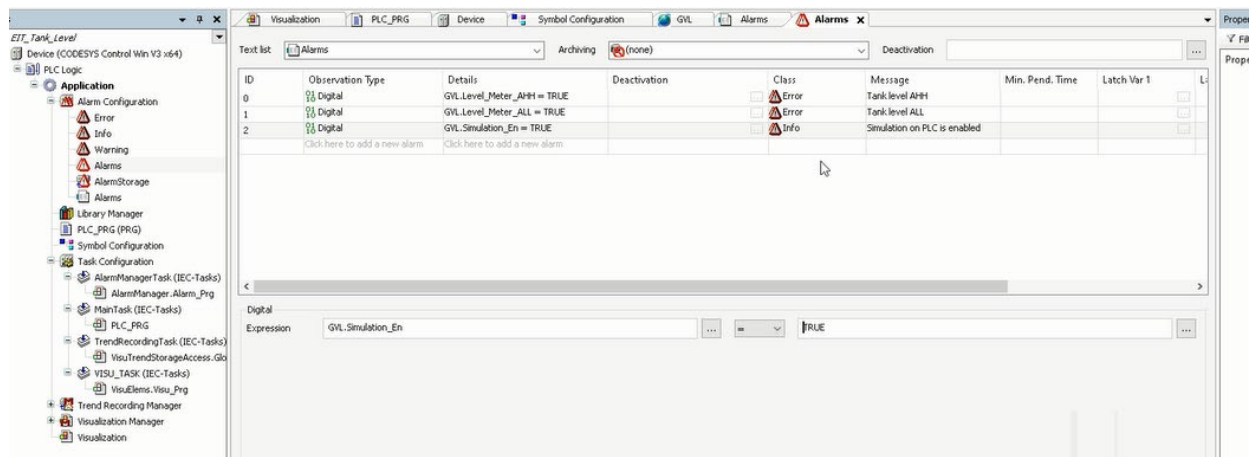 Visualization PLC_PRG Device Symbol Configuration GVL Alarms Alarms x
Proper
EIT_Tank_Level
Device (CODESYS Control Win V3 x64)
PLC Logic
Application
Alarm Configuration
Error
Info
Warning
Alarms
AlarmStorage
Alarms
Library Manager
PLC_PRG (PRG)
Symbol Configuration
Task Configuration
AlarmManagerTask (IEC-Tasks)
AlarmManager.Alarm_Prg
MainTask (IEC-Tasks)
PLC_PRG
TrendRecordingTask (IEC-Tasks)
VisuTrendStorageAccess.Glo
VISU_TASK (IEC-Tasks)
VisuElems.Visu_Prg
Trend Recording Manager
Visualization Manager
Visualization
Text list Alarms Archiving (none) Deactivation ...
ID Observation Type Details Deactivation Class Message Min. Pend. Time Latch Var 1
0 Digital GVL.Level_Meter_AHH = TRUE Error Tank level AHH
1 Digital GVL.Level_Meter_ALL = TRUE Error Tank level ALL
2 Digital GVL.Simulation_En = TRUE Info Simulation on PLC is enabled
Click here to add a new alarm Click here to add a new alarm
Digital
Expression GVL.Simulation_En ... = TRUE ...
Fil
Prope